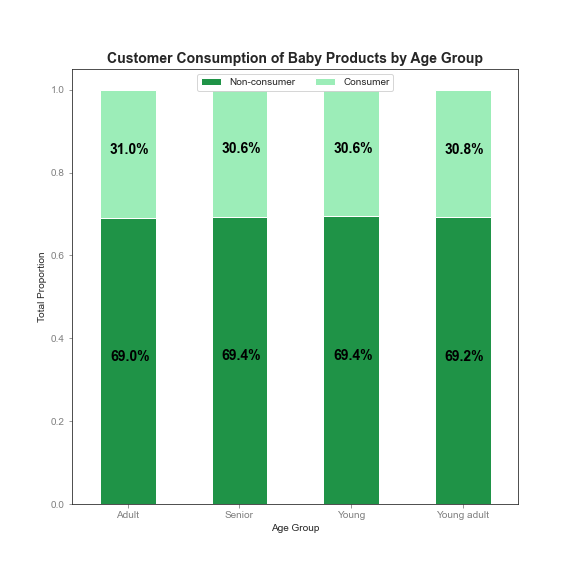 Customer Consumption of Baby Products by Age Group
Non-consumer Consumer
1.0
0.8
0.6
0.4
0.2
0.0
Total Proportion
31.0% 30.6% 30.6% 30.8%
69.0% 69.4% 69.4% 69.2%
Adult Senior Young Young adult
Age Group